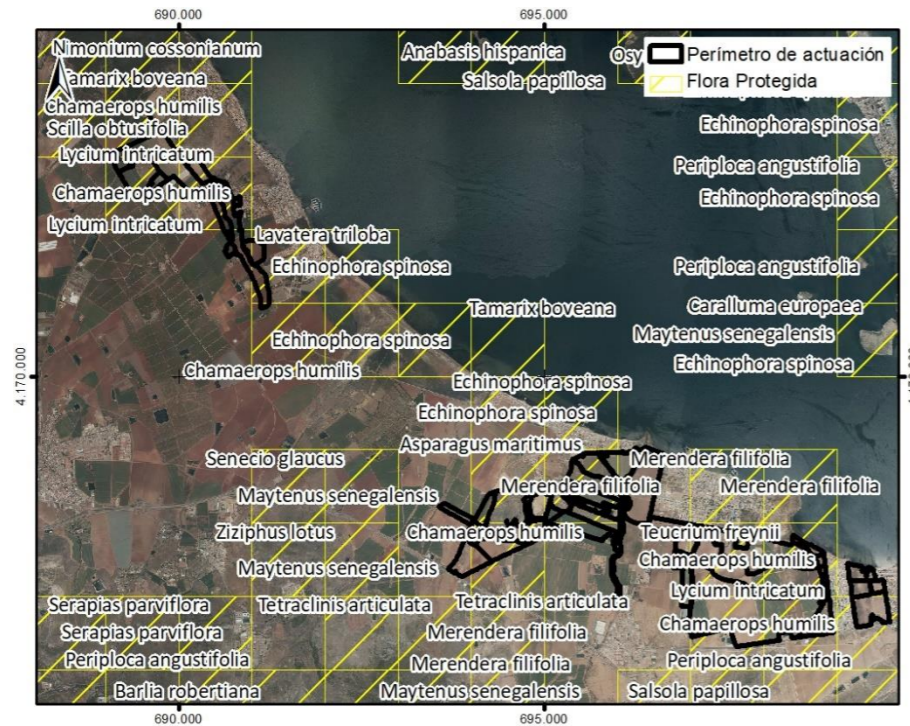 690.000 695.000
Nimonium cossonianum
Anabasis hispanica
Osy
Perímetro de actuación
Tamarix boveana
Salsola papillosa
Flora Protegida
Chamaerops humilis
Scilla obtusifolia
Echinophora spinosa
Lycium intricatum
Periploca angustifolia
Chamaerops humilis
Echinophora spinosa
Lycium intricatum
Lavatera triloba
Echinophora spinosa
Periploca angustifolia
Tamarix boveana
Caralluma europaea
Echinophora spinosa
Maytenus senegalensis
Chamaerops humilis
Echinophora spinosa
4.170.000
Echinophora spinosa
Echinophora spinosa
Asparagus maritimus
Senecio glaucus
Merendera filifolia
Maytenus senegalensis
Merendera filifolia
Merendera filifolia
Ziziphus lotus
Chamaerops humilis
Teucrium freynii
Maytenus senegalensis
Chamaerops humilis
Lycium intricatum
Serapias parviflora
Tetraclinis articulata
Tetraclinis articulata
Chamaerops humilis
Serapias parviflora
Merendera filifolia
Periploca angustifolia
Merendera filifolia
Periploca angustifolia
Barlia robertiana
Maytenus senegalensis
Salsola papillosa
690.000 695.000